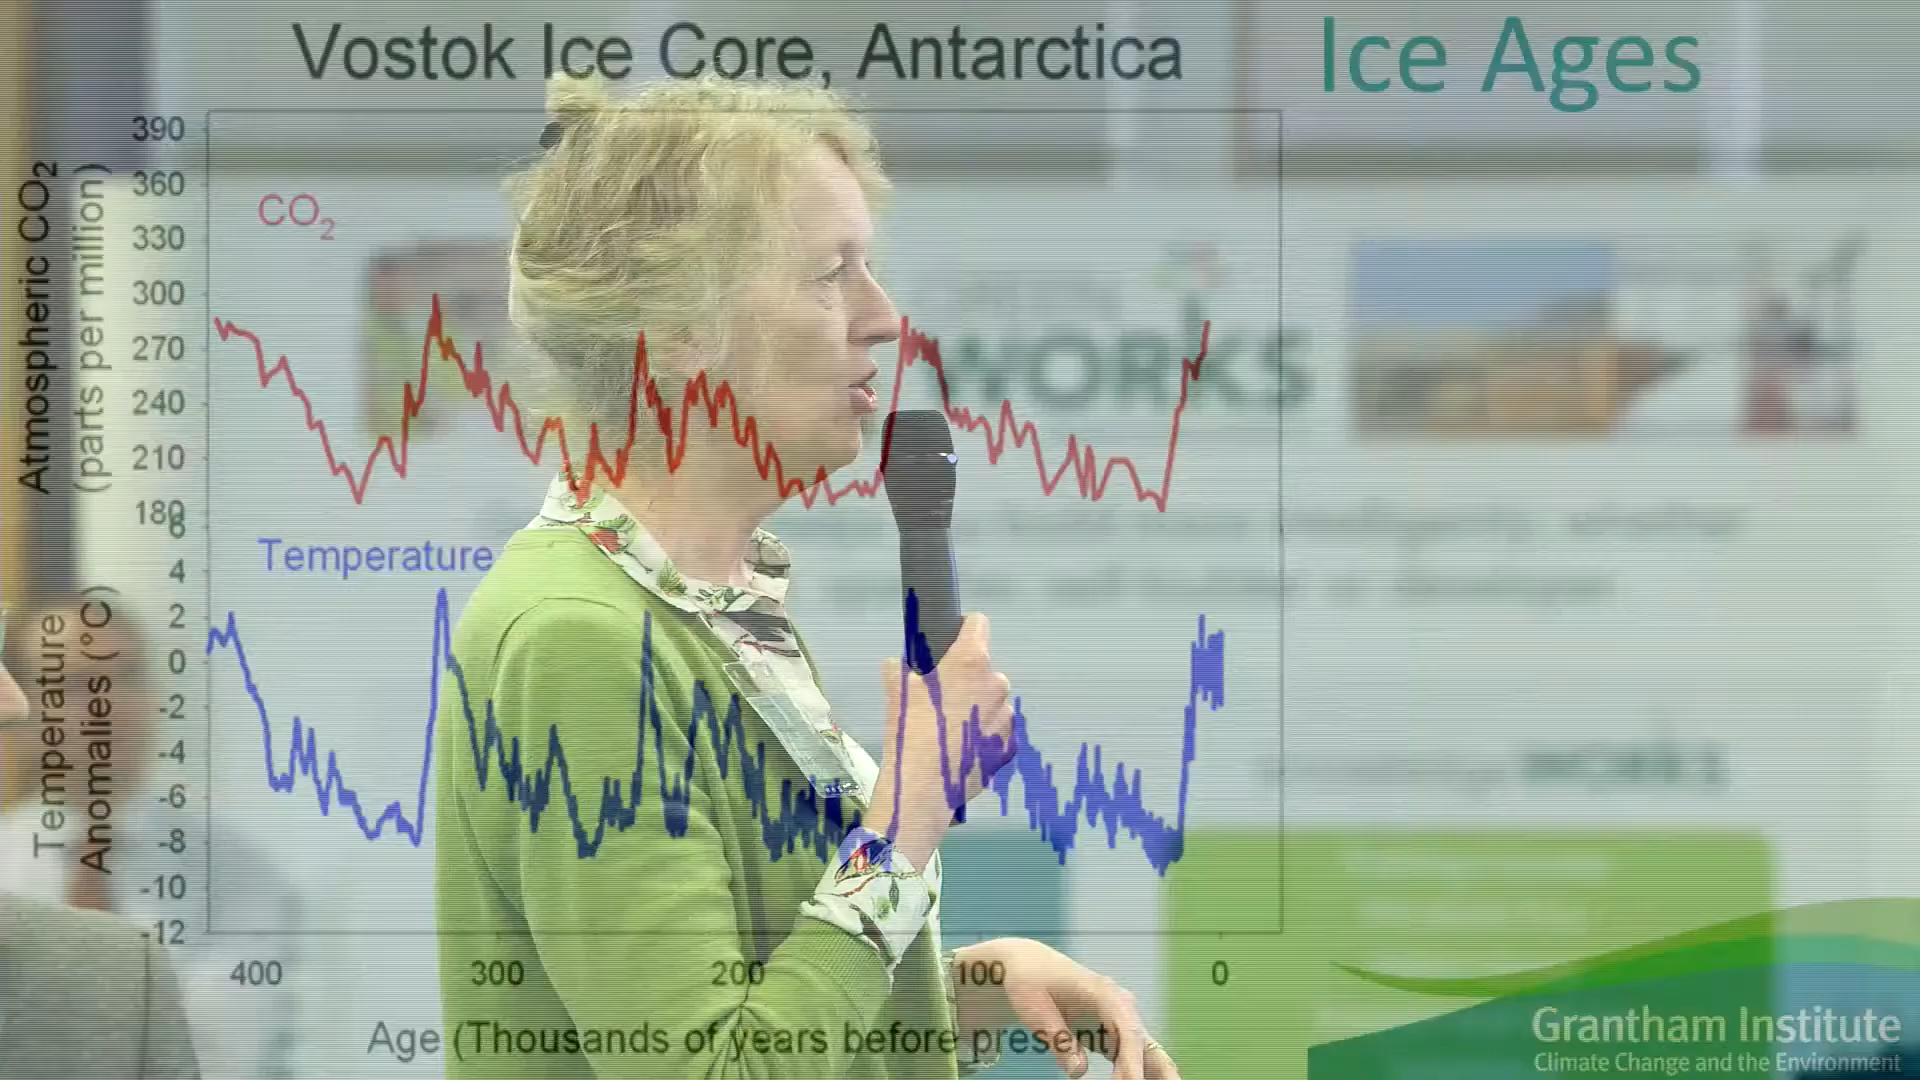 Vostok Ice Core, Antarctica
Ice Ages
Atmospheric CO2
(parts per million)
390
360
330
300
270
240
210
180
CO2
Temperature
Temperature
Anomalies (°C)
6
4
2
0
-2
-4
-6
-8
-10
-12
400
300
200
100
0
Age (Thousands of years before present)
WORKS
WORKS
Grantham Institute
Climate Change and the Environment